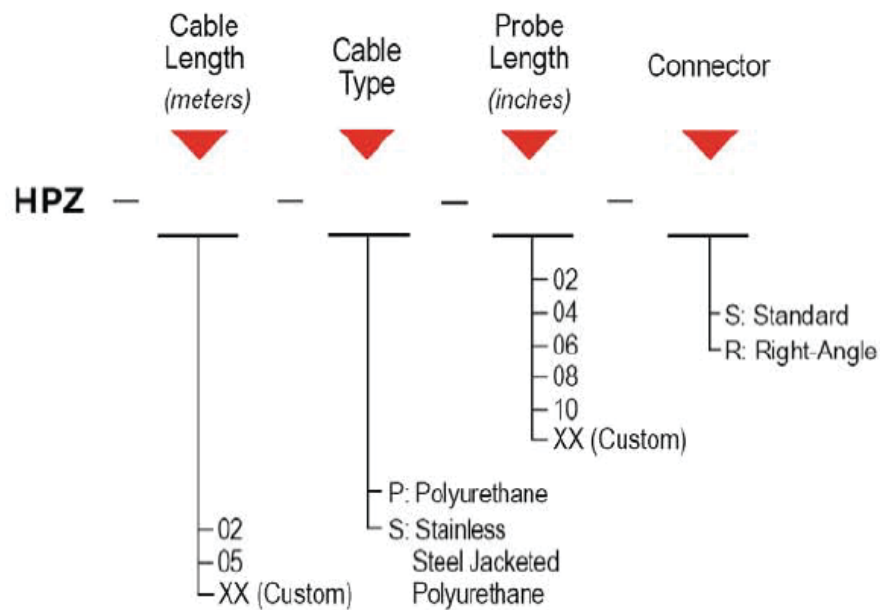 Cable
Length
(meters)
Cable
Type
Probe
Length
(inches)
Connector
HPZ – – – –
02
05
XX (Custom)
P: Polyurethane
S: Stainless
Steel Jacketed
Polyurethane
02
04
06
08
10
XX (Custom)
S: Standard
R: Right-Angle